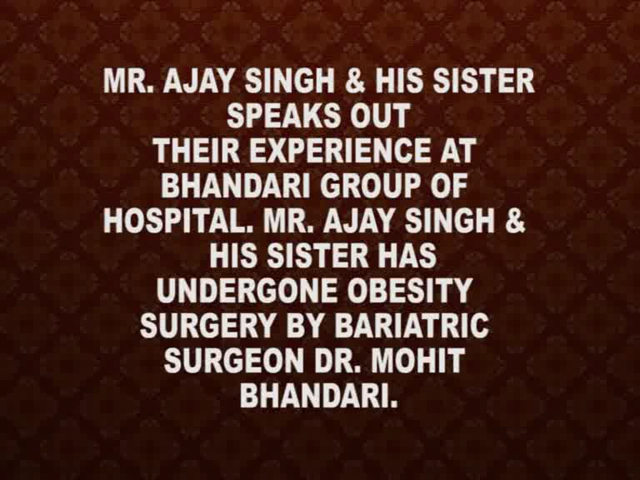 MR. AJAY SINGH & HIS SISTER
SPEAKS OUT
THEIR EXPERIENCE AT
BHANDARI GROUP OF
HOSPITAL. MR. AJAY SINGH &
HIS SISTER HAS
UNDERGONE OBESITY
SURGERY BY BARIATRIC
SURGEON DR. MOHIT
BHANDARI.